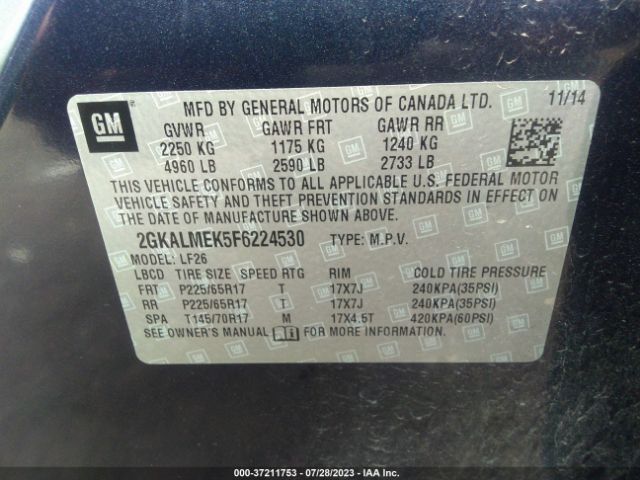 GM
MFD BY GENERAL MOTORS OF CANADA LTD. 11/14
GVWR GAWR FRT GAWR RR
2250 KG 1175 KG 1240 KG
4960 LB 2590 LB 2733 LB
THIS VEHICLE CONFORMS TO ALL APPLICABLE U.S. FEDERAL MOTOR
VEHICLE SAFETY AND THEFT PREVENTION STANDARDS IN EFFECT ON
THE DATE OF MANUFACTURE SHOWN ABOVE.
2GKALMEK5F6224530 TYPE: M.P.V.
MODEL: LF26
LBCD TIRE SIZE SPEED RTG RIM COLD TIRE PRESSURE
FRT P225/65R17 T 17X7J 240KPA(35PSI)
RR P225/65R17 T 17X7J 240KPA(35PSI)
SPA T145/70R17 M 17X4.5T 420KPA(60PSI)
SEE OWNER'S MANUAL FOR MORE INFORMATION.
000-37211753 - 07/28/2023 - IAA Inc.